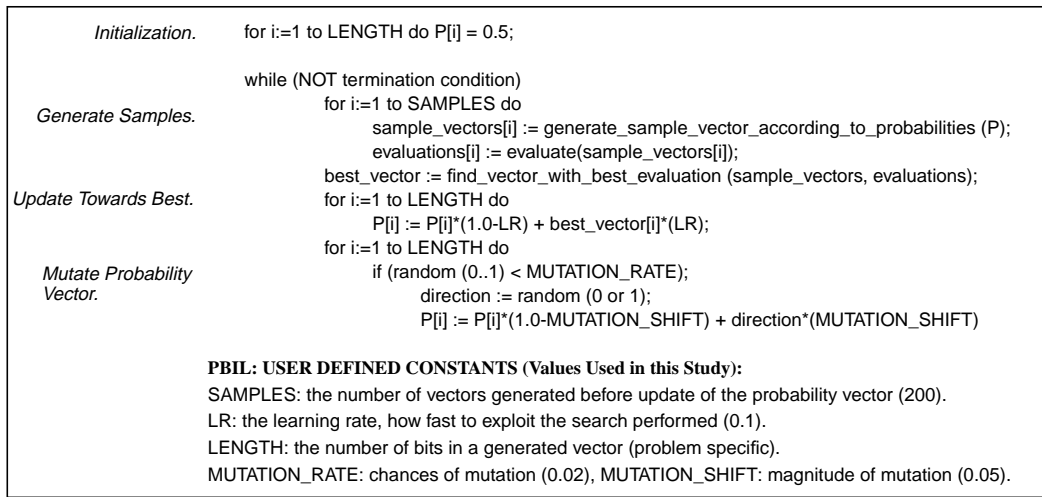 Initialization. for i:=1 to LENGTH do P[i] = 0.5;
while (NOT termination condition)
for i:=1 to SAMPLES do
Generate Samples. sample_vectors[i] := generate_sample_vector_according_to_probabilities (P);
evaluations[i] := evaluate(sample_vectors[i]);
best_vector := find_vector_with_best_evaluation (sample_vectors, evaluations);
Update Towards Best. for i:=1 to LENGTH do
P[i] := P[i]*(1.0-LR) + best_vector[i]*(LR);
for i:=1 to LENGTH do
Mutate Probability if (random (0..1) < MUTATION_RATE);
Vector. direction := random (0 or 1);
P[i] := P[i]*(1.0-MUTATION_SHIFT) + direction*(MUTATION_SHIFT)
PBIL: USER DEFINED CONSTANTS (Values Used in this Study):
SAMPLES: the number of vectors generated before update of the probability vector (200).
LR: the learning rate, how fast to exploit the search performed (0.1).
LENGTH: the number of bits in a generated vector (problem specific).
MUTATION_RATE: chances of mutation (0.02), MUTATION_SHIFT: magnitude of mutation (0.05).